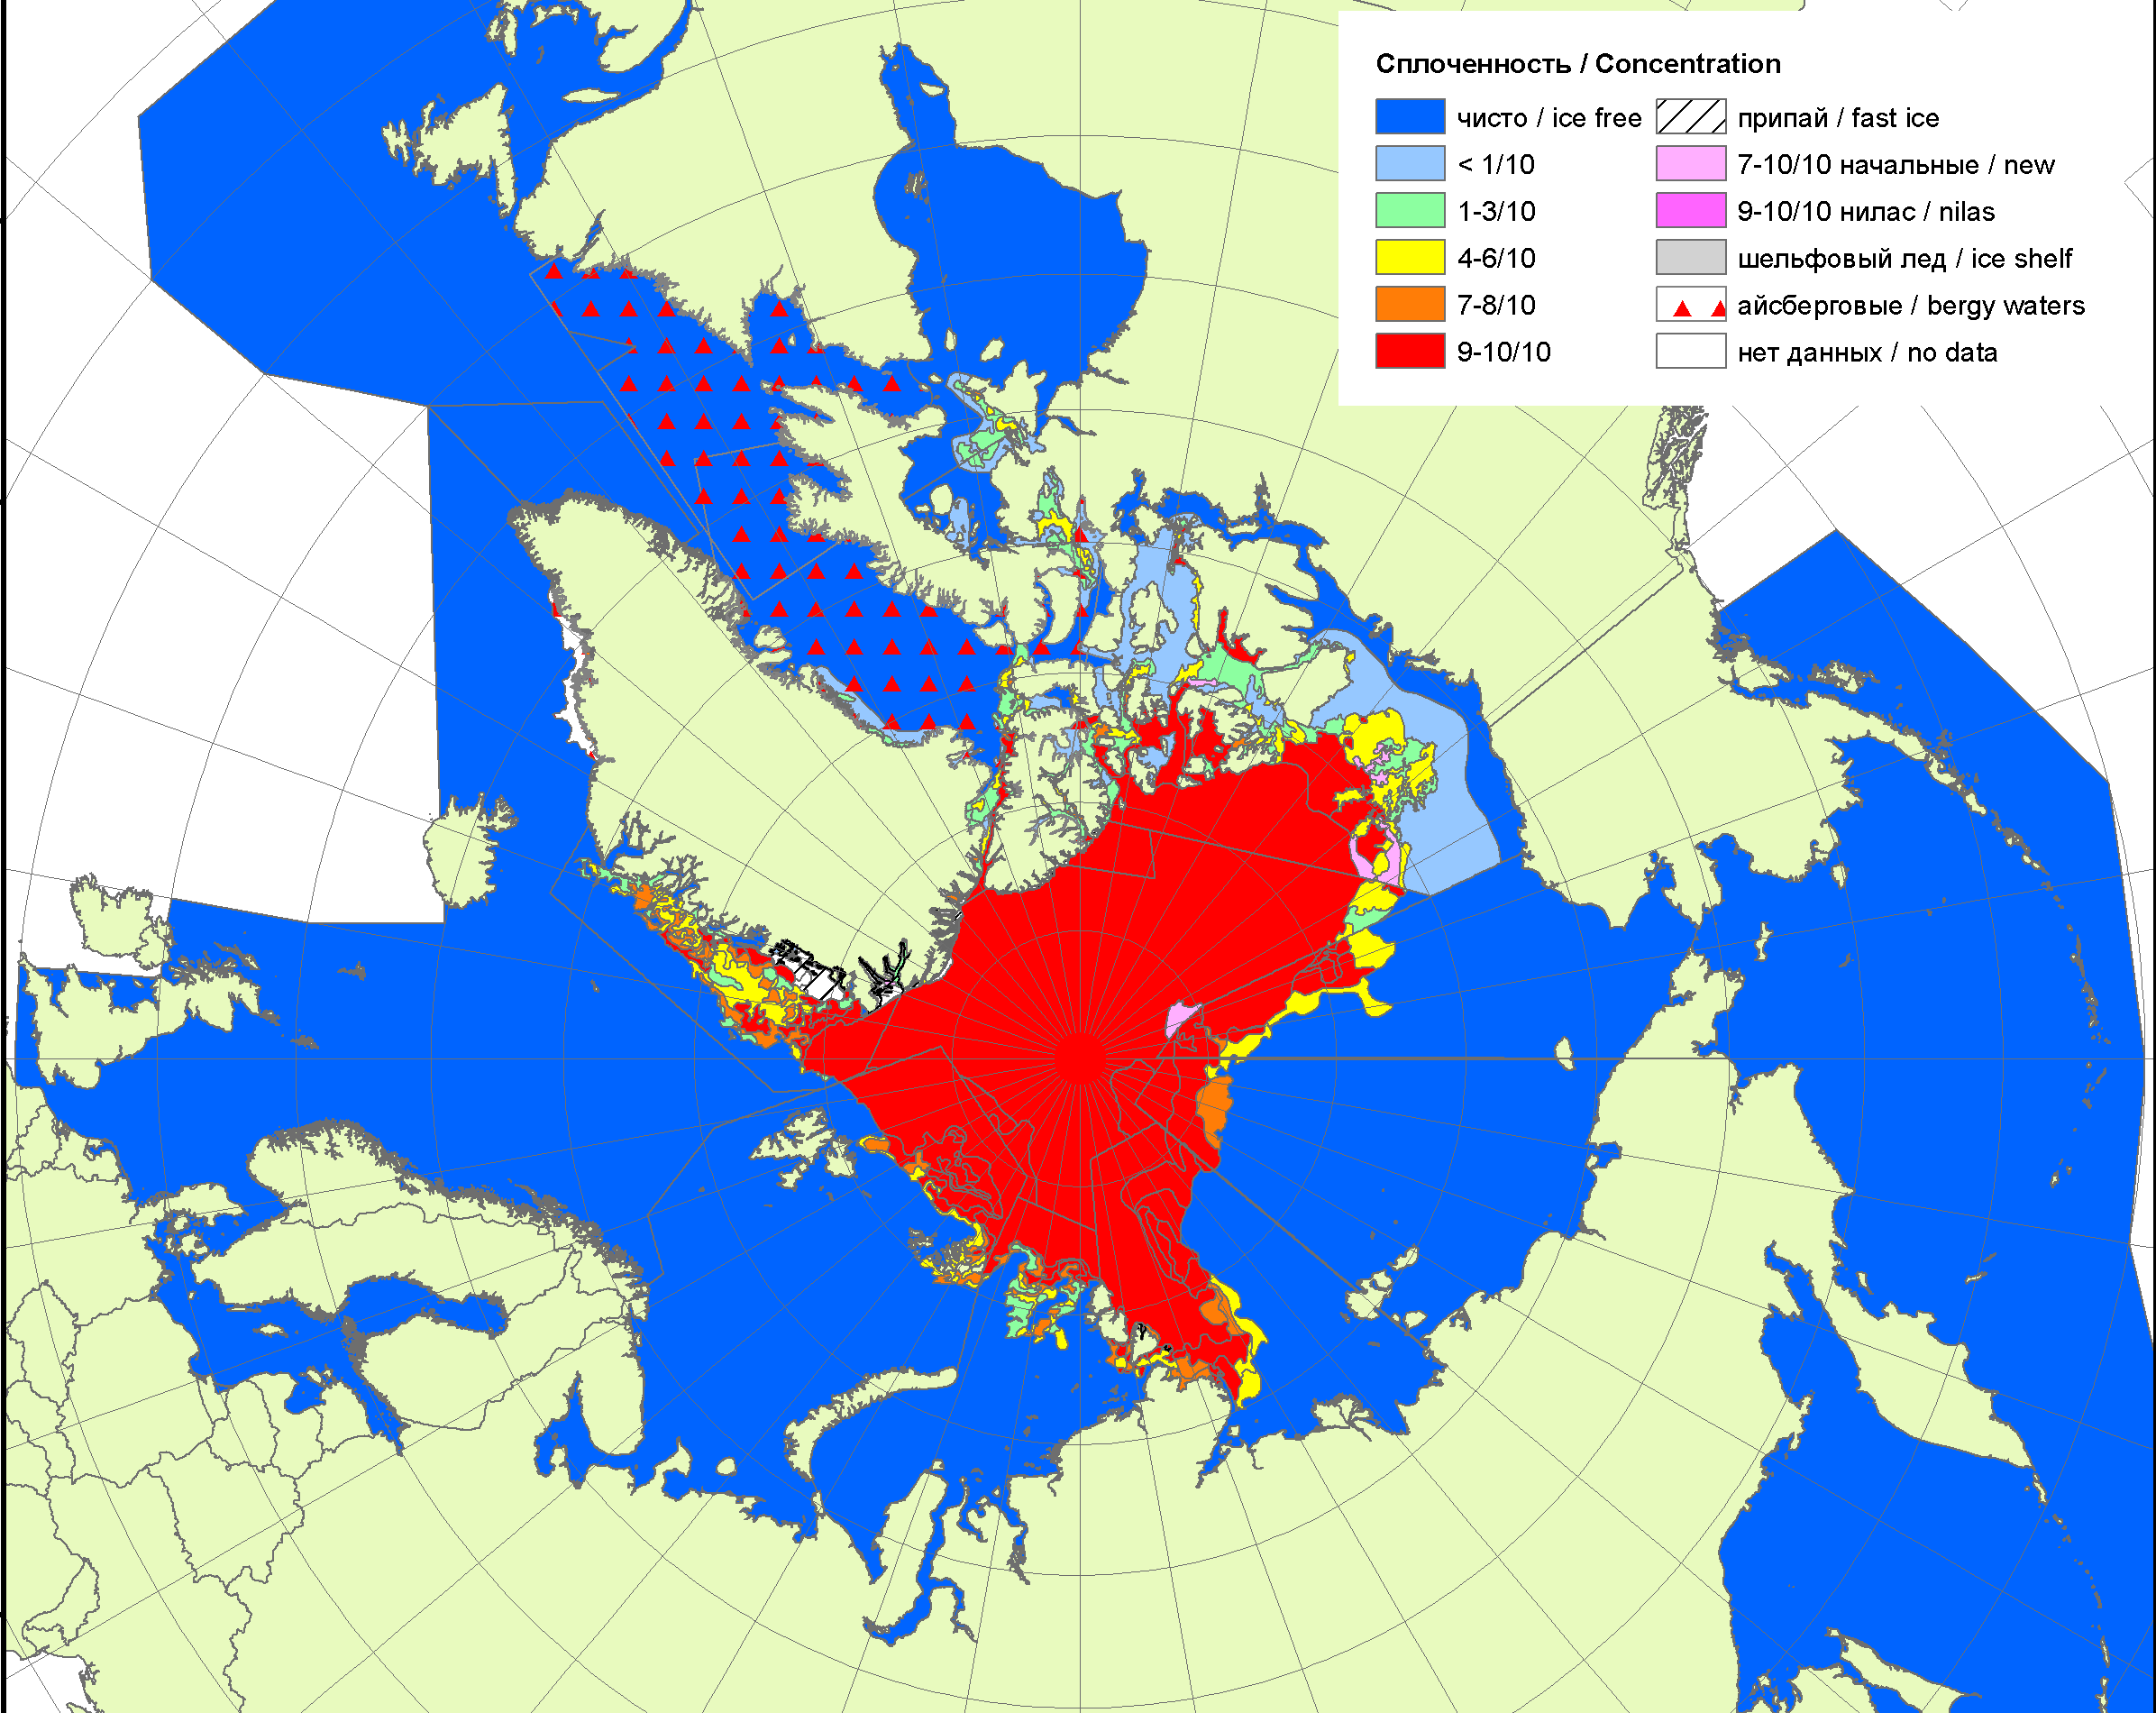 Сплоченность / Concentration
чисто / ice free
< 1/10
1-3/10
4-6/10
7-8/10
9-10/10
припай / fast ice
7-10/10 начальные / new
9-10/10 нилас / nilas
шельфовый лед / ice shelf
айсберговые / bergy waters
нет данных / no data